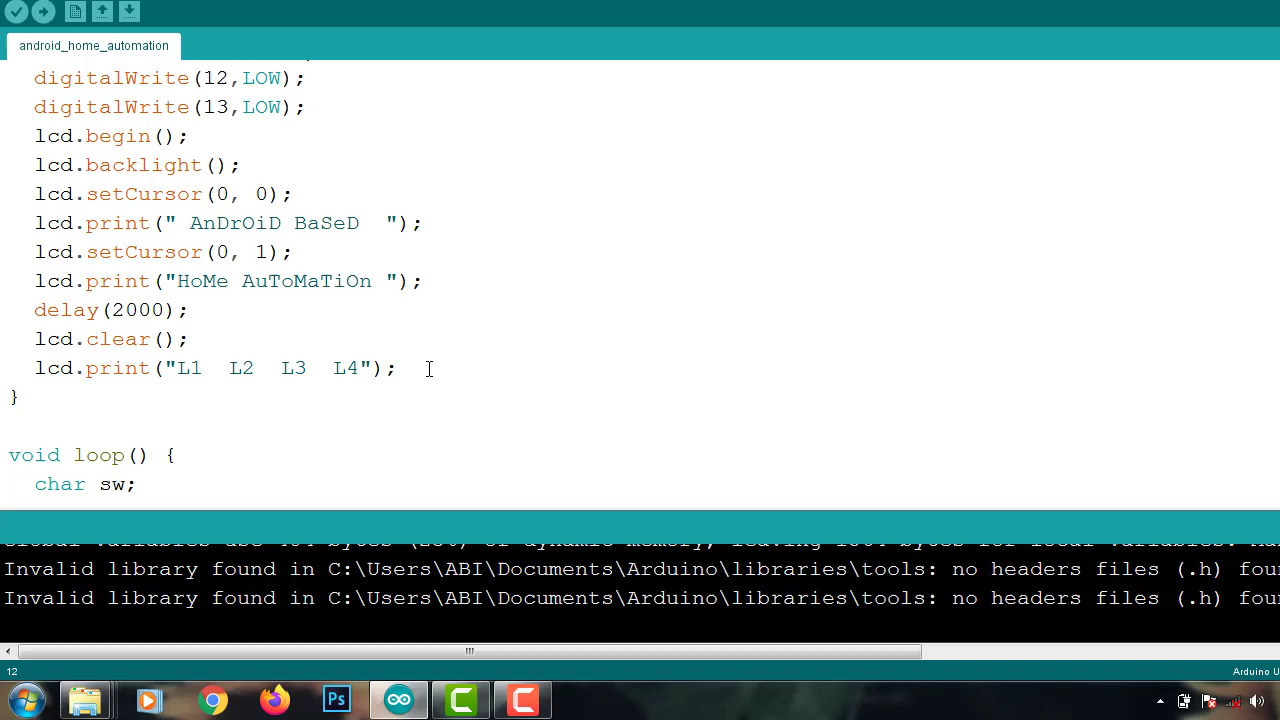 android_home_automation
digitalWrite(12,LOW);
digitalWrite(13,LOW);
lcd.begin();
lcd.backlight();
lcd.setCursor(0, 0);
lcd.print(" AnDrOiD BaSeD  ");
lcd.setCursor(0, 1);
lcd.print("HoMe AuToMaTiOn ");
delay(2000);
lcd.clear();
lcd.print("L1  L2  L3  L4");
}
void loop() {
char sw;
Invalid library found in C:\Users\ABI\Documents\Arduino\libraries\tools: no headers files (.h) foun
Invalid library found in C:\Users\ABI\Documents\Arduino\libraries\tools: no headers files (.h) foun
12
Arduino U
Ps